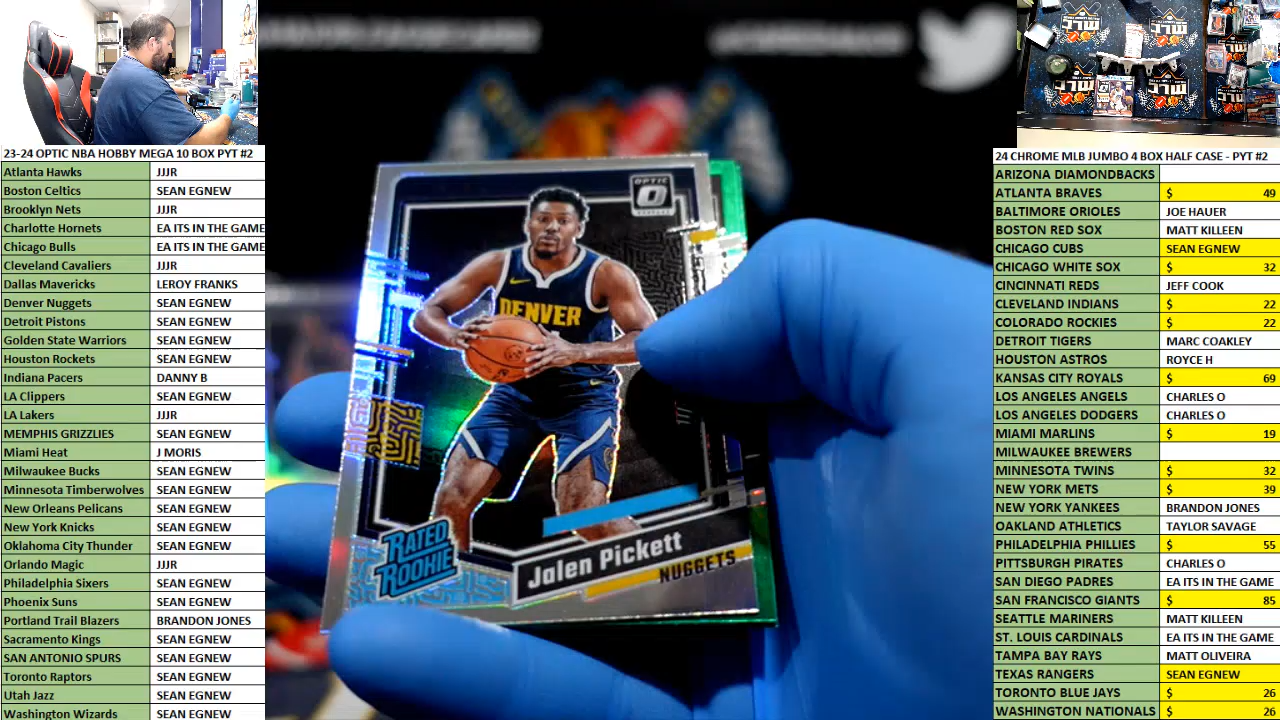 23-24 OPTIC NBA HOBBY MEGA 10 BOX PYT #2
Atlanta Hawks JJJR
Boston Celtics SEAN EGNEW
Brooklyn Nets JJJR
Charlotte Hornets EA ITS IN THE GAME
Chicago Bulls EA ITS IN THE GAME
Cleveland Cavaliers JJJR
Dallas Mavericks LEROY FRANKS
Denver Nuggets SEAN EGNEW
Detroit Pistons SEAN EGNEW
Golden State Warriors SEAN EGNEW
Houston Rockets SEAN EGNEW
Indiana Pacers DANNY B
LA Clippers SEAN EGNEW
LA Lakers JJJR
MEMPHIS GRIZZLIES SEAN EGNEW
Miami Heat J MORIS
Milwaukee Bucks SEAN EGNEW
Minnesota Timberwolves SEAN EGNEW
New Orleans Pelicans SEAN EGNEW
New York Knicks SEAN EGNEW
Oklahoma City Thunder SEAN EGNEW
Orlando Magic JJJR
Philadelphia Sixers SEAN EGNEW
Phoenix Suns SEAN EGNEW
Portland Trail Blazers BRANDON JONES
Sacramento Kings SEAN EGNEW
SAN ANTONIO SPURS SEAN EGNEW
Toronto Raptors SEAN EGNEW
Utah Jazz SEAN EGNEW
Washington Wizards SEAN EGNEW
OPTIC
DENVER
RATED
ROOKIE
Jalen Pickett
NUGGETS
24 CHROME MLB JUMBO 4 BOX HALF CASE - PYT #2
ARIZONA DIAMONDBACKS
ATLANTA BRAVES $ 49
BALTIMORE ORIOLES JOE HAUER
BOSTON RED SOX MATT KILLEEN
CHICAGO CUBS SEAN EGNEW
CHICAGO WHITE SOX $ 32
CINCINNATI REDS JEFF COOK
CLEVELAND INDIANS $ 22
COLORADO ROCKIES $ 22
DETROIT TIGERS MARC COAKLEY
HOUSTON ASTROS ROYCE H
KANSAS CITY ROYALS $ 69
LOS ANGELES ANGELS CHARLES O
LOS ANGELES DODGERS CHARLES O
MIAMI MARLINS $ 19
MILWAUKEE BREWERS
MINNESOTA TWINS $ 32
NEW YORK METS $ 39
NEW YORK YANKEES BRANDON JONES
OAKLAND ATHLETICS TAYLOR SAVAGE
PHILADELPHIA PHILLIES $ 55
PITTSBURGH PIRATES CHARLES O
SAN DIEGO PADRES EA ITS IN THE GAME
SAN FRANCISCO GIANTS $ 85
SEATTLE MARINERS MATT KILLEEN
ST. LOUIS CARDINALS EA ITS IN THE GAME
TAMPA BAY RAYS MATT OLIVEIRA
TEXAS RANGERS SEAN EGNEW
TORONTO BLUE JAYS $ 26
WASHINGTON NATIONALS $ 26